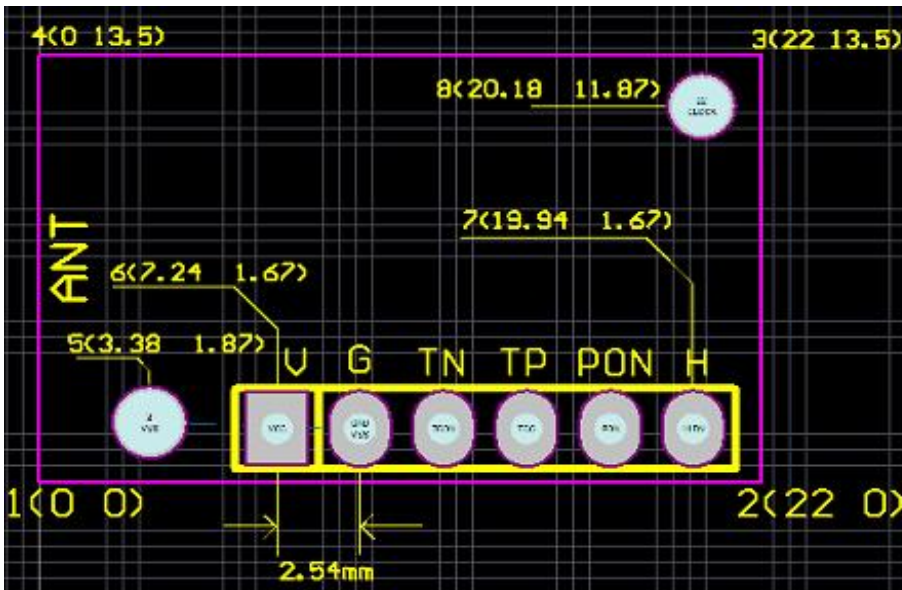 4(0 13.5)
3(22 13.5)
8(20.18 11.87)
CLOCK
7(19.94 1.67)
ANT
6(7.24 1.67)
5(3.38 1.87)
V G TN TP PON H
VCC
1(0 0)
2(22 0)
2.54mm